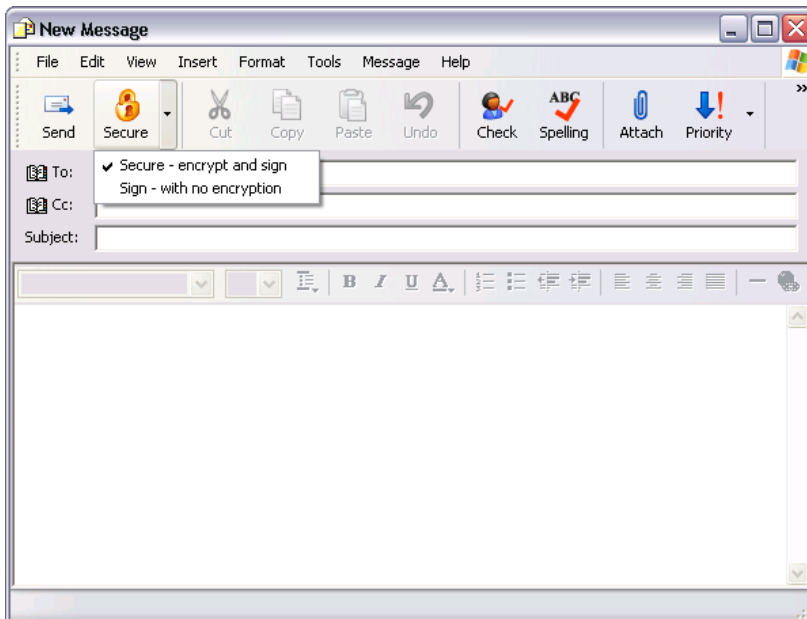 New Message
File Edit View Insert Format Tools Message Help
Send Secure Cut Copy Paste Undo Check ABC Spelling Attach Priority »
✔ Secure - encrypt and sign
Sign - with no encryption
To:
Cc:
Subject:
B I U A